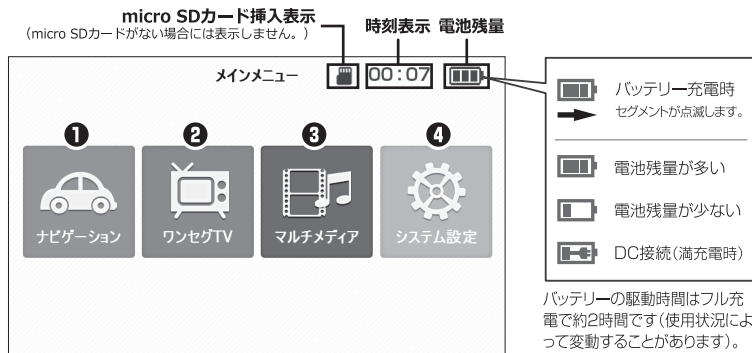 micro SDカード挿入表示
（micro SDカードがない場合には表示しません。）
時刻表示 電池残量
メインメニュー 00:07
❶ ❷ ❸ ❹
ナビゲーション ワンセグTV マルチメディア システム設定
バッテリー充電時
セグメントが点滅します。
電池残量が多い
電池残量が少ない
DC接続（満充電時）
バッテリーの駆動時間はフル充
電で約2時間です（使用状況によ
って変動することがあります）。